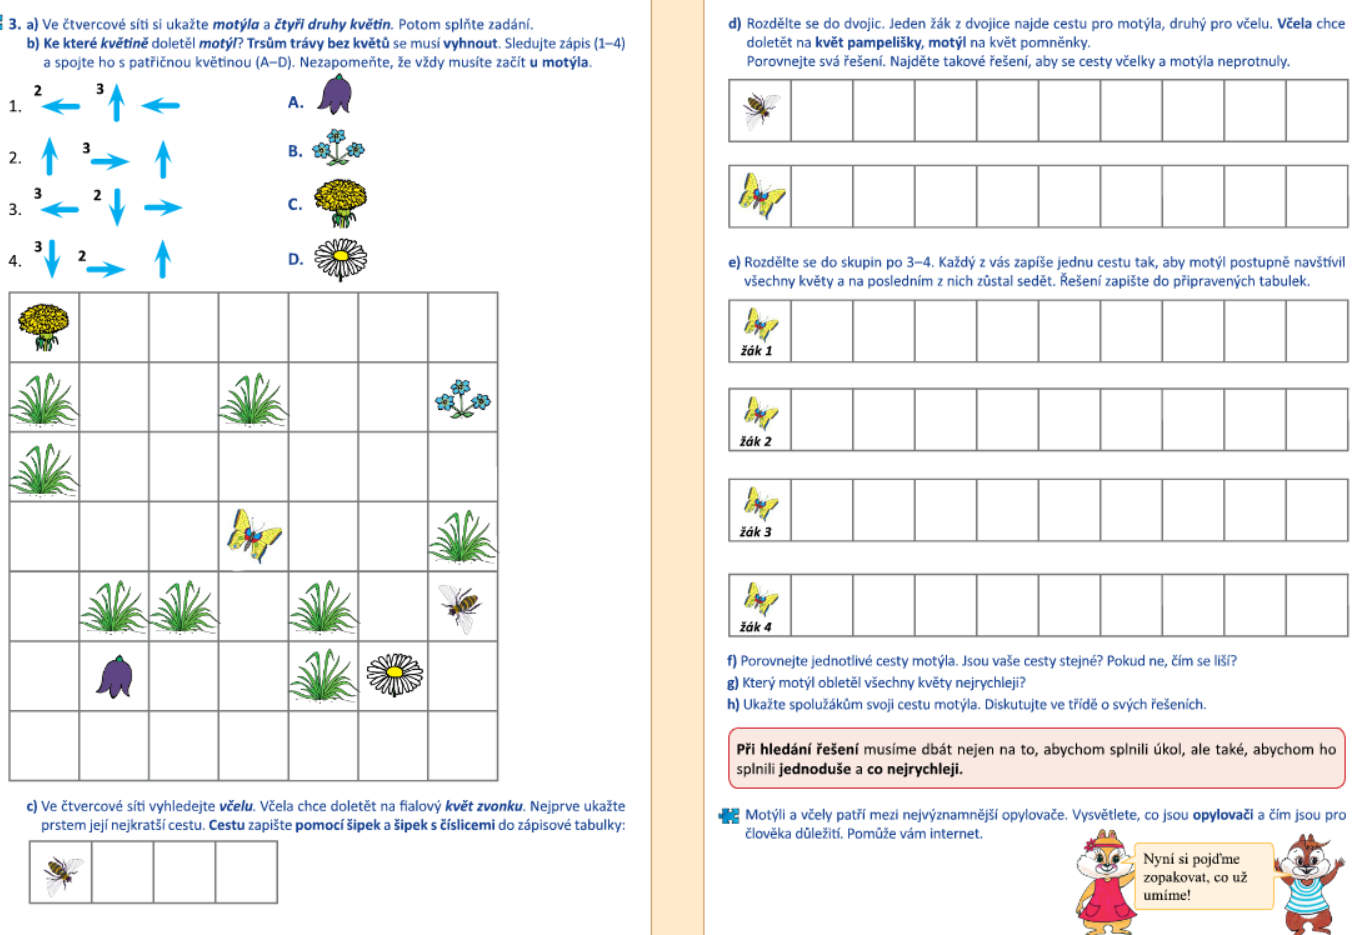 3. a) Ve čtvercové síti si ukažte motýla a čtyři druhy květin. Potom splňte zadání.
b) Ke které květině doletěl motýl? Trsům trávy bez květů se musí vyhnout. Sledujte zápis (1–4)
a spojte ho s patřičnou květinou (A–D). Nezapomeňte, že vždy musíte začít u motýla.
1. 2 3
A.
2. 3
B.
3. 3 2
C.
4. 3 2
D.
c) Ve čtvercové síti vyhledejte včelu. Včela chce doletět na fialový květ zvonku. Nejprve ukažte
prstem její nejkratší cestu. Cestu zapište pomocí šipek a šipek s číslicemi do zápisové tabulky:
d) Rozdělte se do dvojic. Jeden žák z dvojice najde cestu pro motýla, druhý pro včelu. Včela chce
doletět na květ pampelišky, motýl na květ pomněnky.
Porovnejte svá řešení. Najděte takové řešení, aby se cesty včelky a motýla neprotnuly.
e) Rozdělte se do skupin po 3–4. Každý z vás zapíše jednu cestu tak, aby motýl postupně navštívil
všechny květy a na posledním z nich zůstal sedět. Řešení zapište do připravených tabulek.
žák 1
žák 2
žák 3
žák 4
f) Porovnejte jednotlivé cesty motýla. Jsou vaše cesty stejné? Pokud ne, čím se liší?
g) Který motýl obletěl všechny květy nejrychleji?
h) Ukažte spolužákům svoji cestu motýla. Diskutujte ve třídě o svých řešeních.
Při hledání řešení musíme dbát nejen na to, abychom splnili úkol, ale také, abychom ho
splnili jednoduše a co nejrychleji.
Motýli a včely patří mezi nejvýznamnější opylovače. Vysvětlete, co jsou opylovači a čím jsou pro
člověka důležití. Pomůže vám internet.
Nyní si pojďme
zopakovat, co už
umíme!